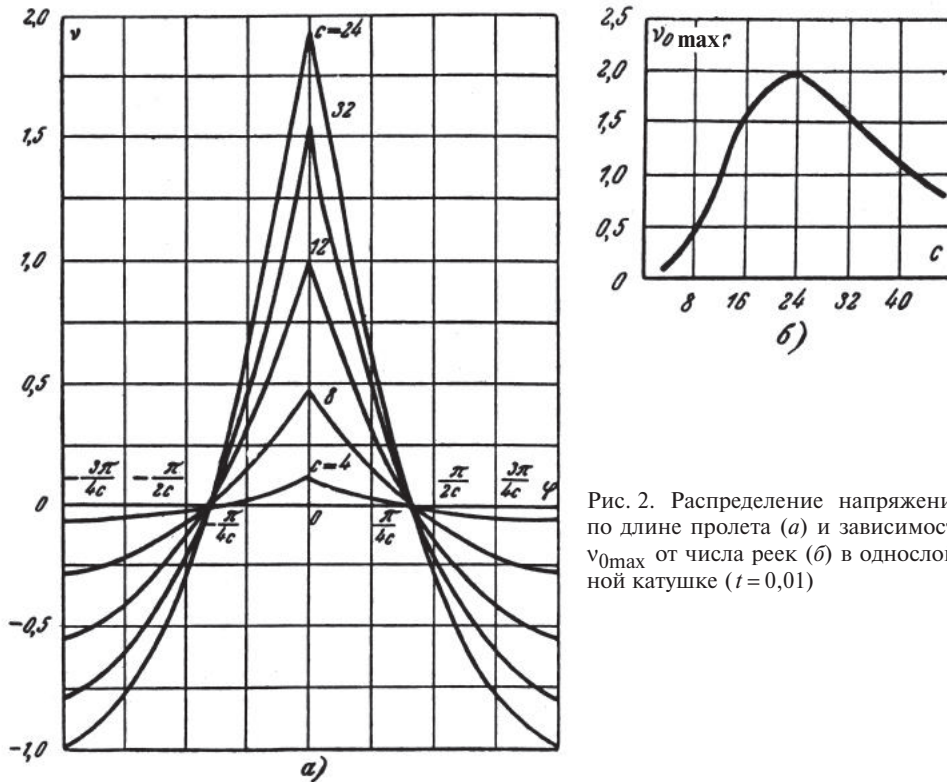 2,0
ν
c=24
1,5
32
1,0
12
0,5
8
c=4
-3π/4c
-π/2c
π/2c
3π/4c
φ
0
-π/4c
0
π/4c
-0,5
-1,0
а)
2,5
ν0 max
2,0
1,5
1,0
0,5
c
0
8
16
24
32
40
б)
Рис. 2. Распределение напряжени
по длине пролета (а) и зависимост
ν0max от числа реек (б) в однослой
ной катушке (t = 0,01)